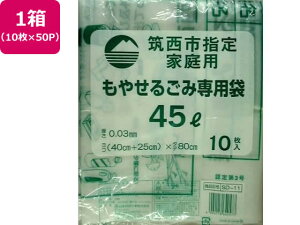 1箱
(10枚×50P)
筑西市指定
家庭用
もやせるごみ専用袋
45ℓ
厚さ 0.03mm
(40cm+25cm)×80cm
10枚入
認定第3号
SD-11